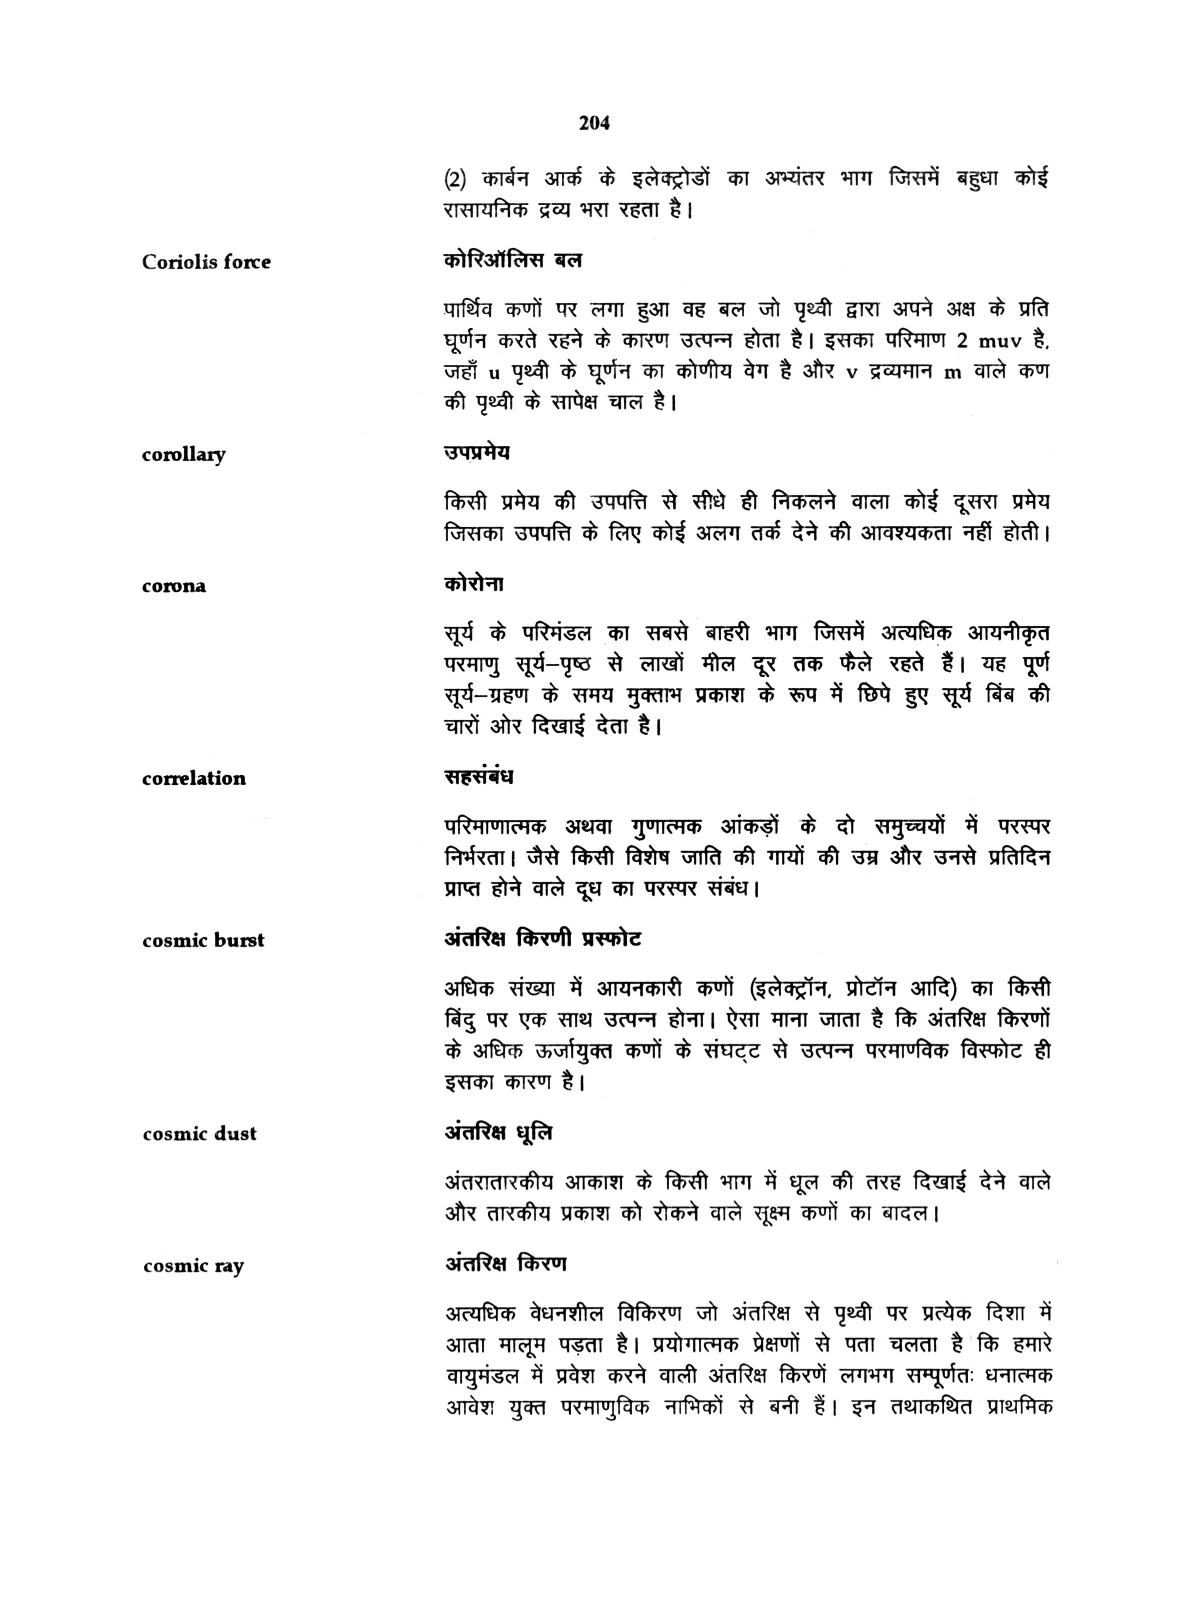 204
(2) कार्बन आर्क के इलेक्ट्रोडों का अभ्यंतर भाग जिसमें बहुधा कोई
रासायनिक द्रव्य भरा रहता है।
Coriolis force कोरिऑलिस बल
पार्थिव कणों पर लगा हुआ वह बल जो पृथ्वी द्वारा अपने अक्ष के प्रति
घूर्णन करते रहने के कारण उत्पन्न होता है। इसका परिमाण 2 muv है,
जहाँ u पृथ्वी के घूर्णन का कोणीय वेग है और v द्रव्यमान m वाले कण
की पृथ्वी के सापेक्ष चाल है।
corollary उपप्रमेय
किसी प्रमेय की उपपत्ति से सीधे ही निकलने वाला कोई दूसरा प्रमेय
जिसका उपपत्ति के लिए कोई अलग तर्क देने की आवश्यकता नहीं होती।
corona कोरोना
सूर्य के परिमंडल का सबसे बाहरी भाग जिसमें अत्यधिक आयनीकृत
परमाणु सूर्य–पृष्ठ से लाखों मील दूर तक फैले रहते हैं। यह पूर्ण
सूर्य–ग्रहण के समय मुक्ताभ प्रकाश के रूप में छिपे हुए सूर्य बिंब की
चारों ओर दिखाई देता है।
correlation सहसंबंध
परिमाणात्मक अथवा गुणात्मक आंकड़ों के दो समुच्चयों में परस्पर
निर्भरता। जैसे किसी विशेष जाति की गायों की उम्र और उनसे प्रतिदिन
प्राप्त होने वाले दूध का परस्पर संबंध।
cosmic burst अंतरिक्ष किरणी प्रस्फोट
अधिक संख्या में आयनकारी कणों (इलेक्ट्रॉन, प्रोटॉन आदि) का किसी
बिंदु पर एक साथ उत्पन्न होना। ऐसा माना जाता है कि अंतरिक्ष किरणों
के अधिक ऊर्जायुक्त कणों के संघट्ट से उत्पन्न परमाण्विक विस्फोट ही
इसका कारण है।
cosmic dust अंतरिक्ष धूलि
अंतरातारकीय आकाश के किसी भाग में धूल की तरह दिखाई देने वाले
और तारकीय प्रकाश को रोकने वाले सूक्ष्म कणों का बादल।
cosmic ray अंतरिक्ष किरण
अत्यधिक वेधनशील विकिरण जो अंतरिक्ष से पृथ्वी पर प्रत्येक दिशा में
आता मालूम पड़ता है। प्रयोगात्मक प्रेक्षणों से पता चलता है कि हमारे
वायुमंडल में प्रवेश करने वाली अंतरिक्ष किरणें लगभग सम्पूर्णतः धनात्मक
आवेश युक्त परमाणुविक नाभिकों से बनी हैं। इन तथाकथित प्राथमिक